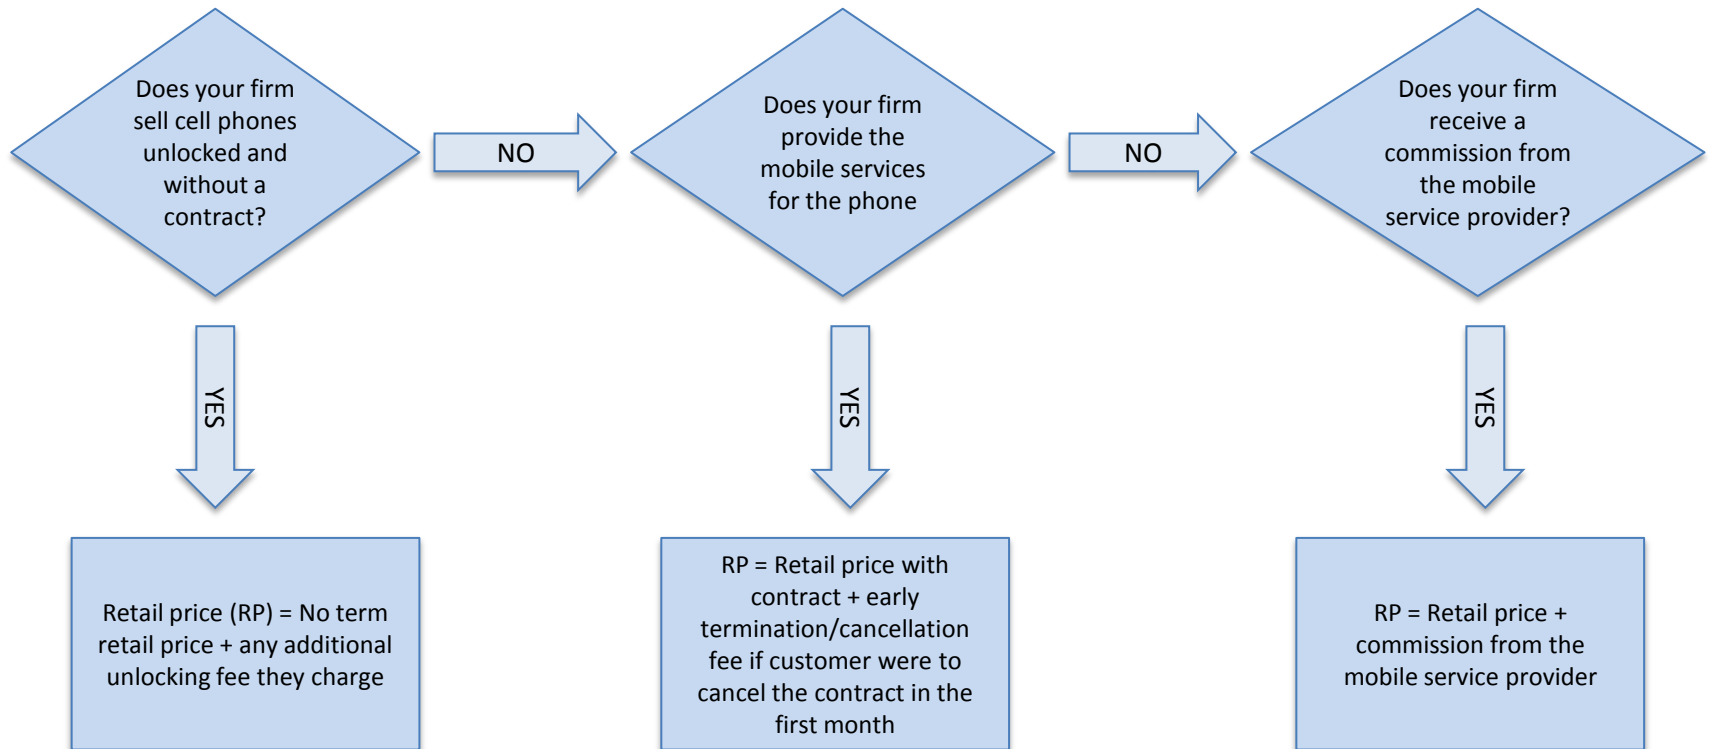 Does your firm
sell cell phones
unlocked and
without a
contract?
NO
Does your firm
provide the
mobile services
for the phone
NO
Does your firm
receive a
commission from
the mobile
service provider?
YES
YES
YES
Retail price (RP) = No term
retail price + any additional
unlocking fee they charge
RP = Retail price with
contract + early
termination/cancellation
fee if customer were to
cancel the contract in the
first month
RP = Retail price +
commission from the
mobile service provider